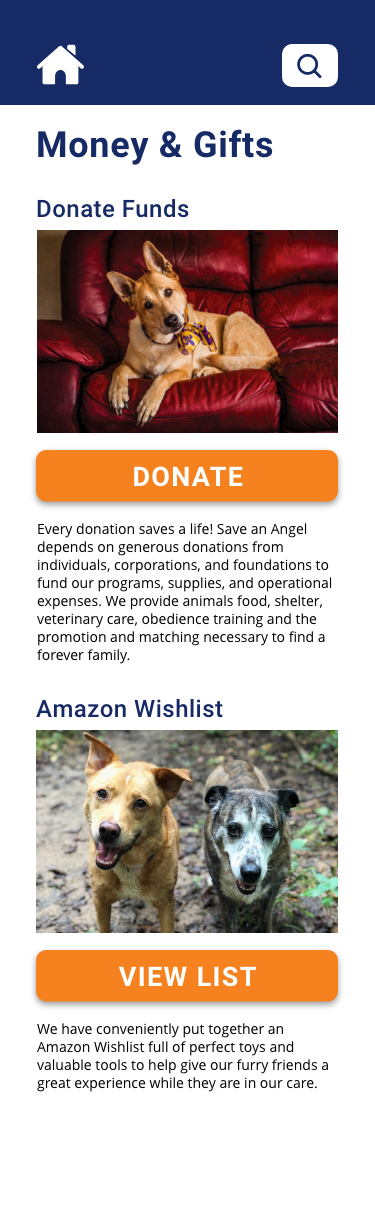 Money & Gifts
Donate Funds
DONATE
Every donation saves a life! Save an Angel
depends on generous donations from
individuals, corporations, and foundations to
fund our programs, supplies, and operational
expenses. We provide animals food, shelter,
veterinary care, obedience training and the
promotion and matching necessary to find a
forever family.
Amazon Wishlist
VIEW LIST
We have conveniently put together an
Amazon Wishlist full of perfect toys and
valuable tools to help give our furry friends a
great experience while they are in our care.